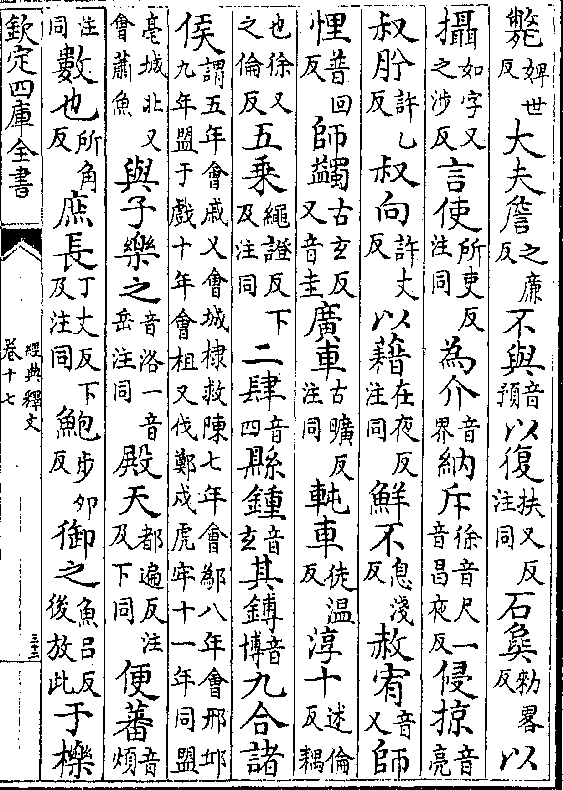 斃婢世反大夫詹之廉反不與音預以復扶又反注同石㚟勑畧反以
攝如字又之涉反言使所吏反注同為介音界納斥徐音尺一音昌夜反侵掠音亮
叔肸許乙反叔向許丈反以藉在夜反注同鮮不息淺反赦宥音又師
悝普回反師蠲古玄反又音圭廣車古曠反注同軘車徒温反淳十述倫反耦
也徐又之倫反五乘繩證反下及注同二肆音四縣鍾音玄其鎛音博九合諸
侯謂五年會戚又會城棣救陳七年會鄬八年會邢丘九年盟于戲十年會柤又伐鄭戍虎牢十一年同盟
亳城北又會蕭魚與子樂之音洛一音岳注同殿天都遍反注及下同便蕃音煩
注同數也所角反庶長丁丈反下及注同鮑步卯反御之魚吕反後放此于櫟
欽定四庫全書
經典釋文
卷十七
三十三